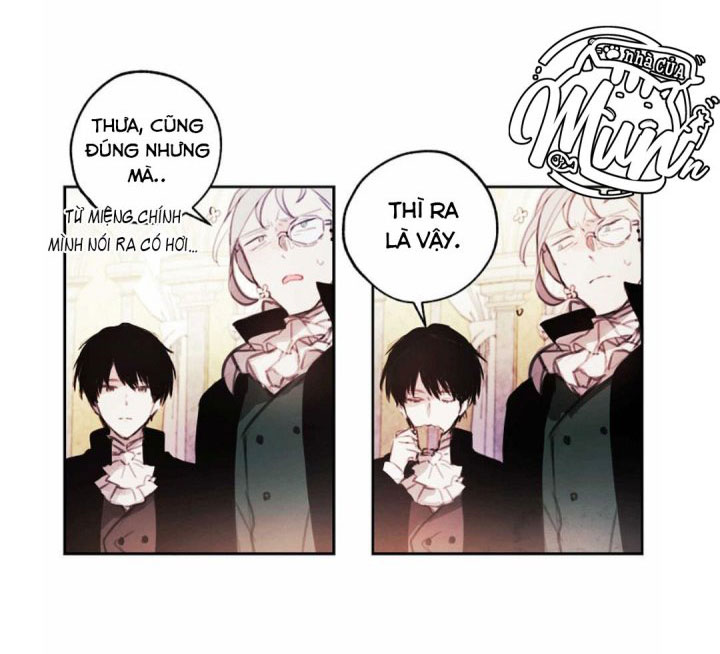 THƯA, CŨNG
ĐÚNG NHƯNG
MÀ..
TỪ MIỆNG CHÍNH
MÌNH NÓI RA CÓ HƠI...
THÌ RA
LÀ VẬY.
nhà CỦA
Munn